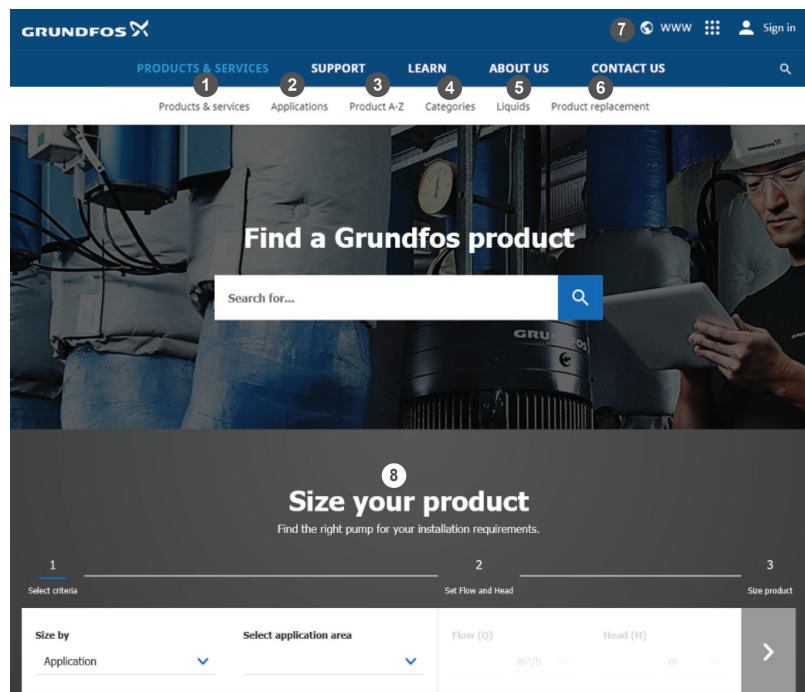 GRUNDFOS
7 WWW Sign in
PRODUCTS & SERVICES SUPPORT LEARN ABOUT US CONTACT US
1 2 3 4 5 6
Products & services Applications Product A-Z Categories Liquids Product replacement
GRUNDFOS
Find a Grundfos product
Search for...
8
Size your product
Find the right pump for your installation requirements.
1 2 3
Select criteria Set Flow and Head Size product
Size by Select application area Flow (Q) Head (H)
Application m³/h m